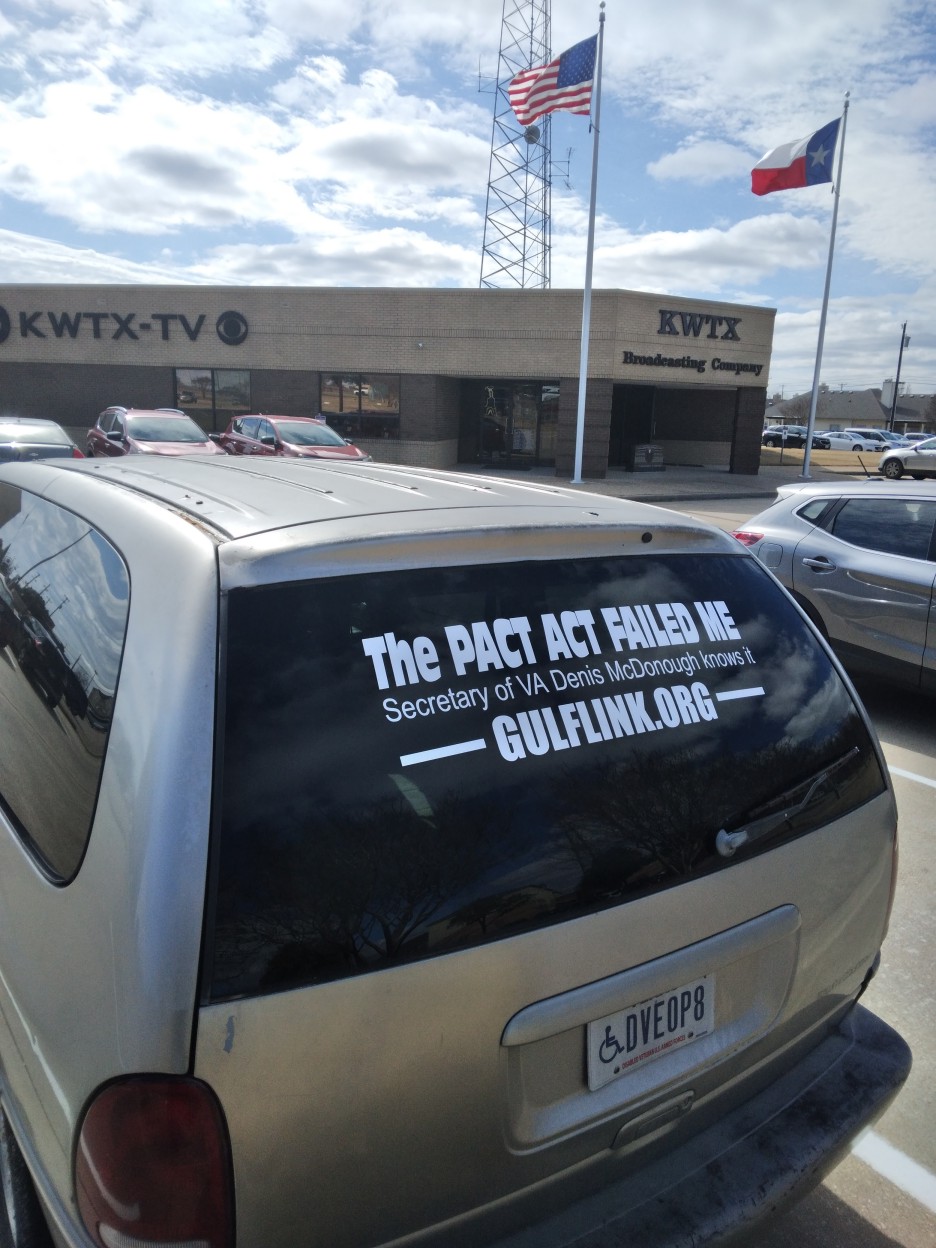 KWTX-TV
KWTX
Broadcasting Company
The PACT ACT FAILED ME
Secretary of VA Denis McDonough knows it
GULFLINK.ORG
DVEOP8